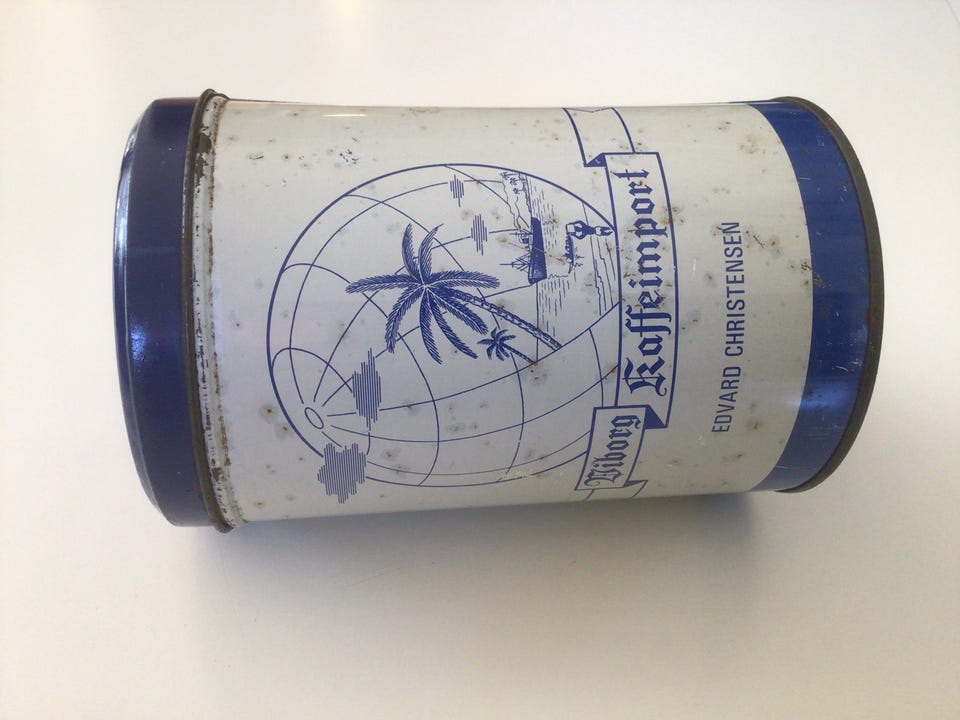 Viborg Kaffeimport
EDVARD CHRISTENSEN